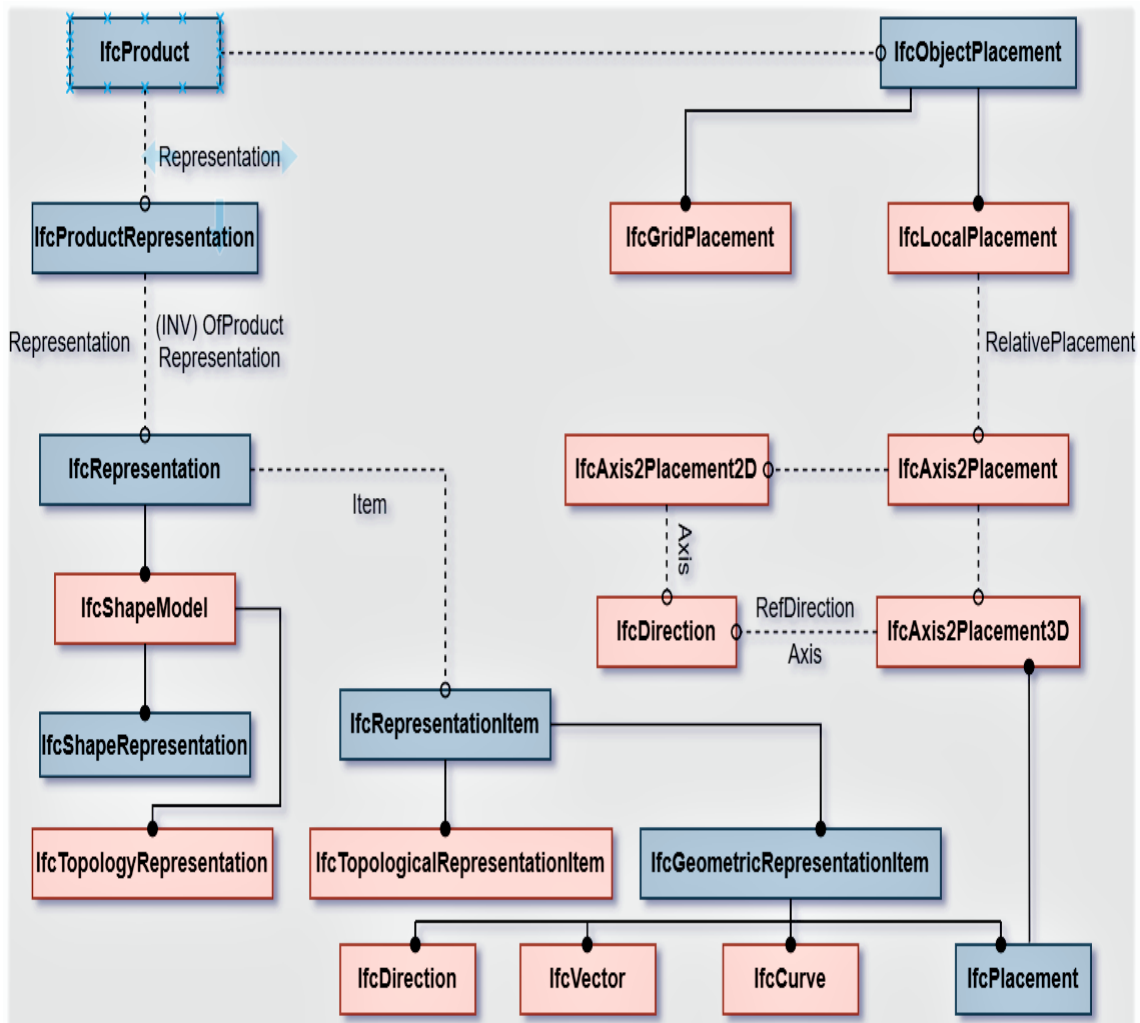 IfcProduct
IfcObjectPlacement
Representation
IfcProductRepresentation
IfcGridPlacement
IfcLocalPlacement
Representation
(INV) OfProduct
Representation
RelativePlacement
IfcRepresentation
Item
IfcAxis2Placement2D
IfcAxis2Placement
Axis
IfcShapeModel
IfcDirection
RefDirection
Axis
IfcAxis2Placement3D
IfcShapeRepresentation
IfcRepresentationItem
IfcTopologyRepresentation
IfcTopologicalRepresentationItem
IfcGeometricRepresentationItem
IfcDirection
IfcVector
IfcCurve
IfcPlacement